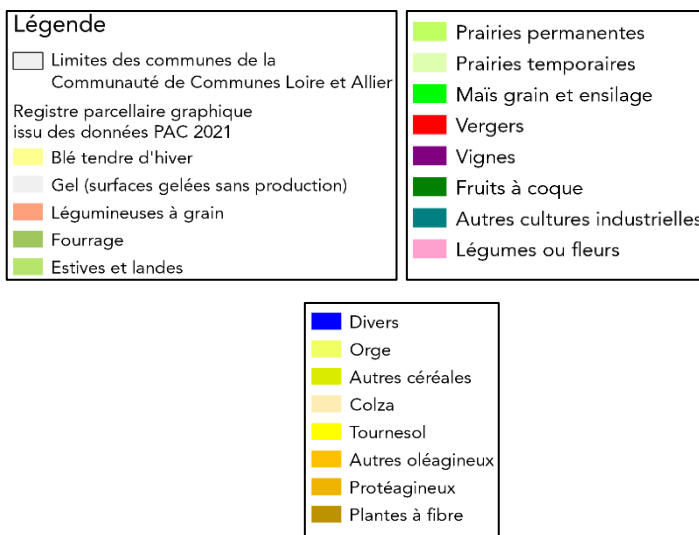 Légende
Limites des communes de la
Communauté de Communes Loire et Allier
Registre parcellaire graphique
issu des données PAC 2021
Blé tendre d'hiver
Gel (surfaces gelées sans production)
Légumineuses à grain
Fourrage
Estives et landes
Prairies permanentes
Prairies temporaires
Maïs grain et ensilage
Vergers
Vignes
Fruits à coque
Autres cultures industrielles
Légumes ou fleurs
Divers
Orge
Autres céréales
Colza
Tournesol
Autres oléagineux
Protéagineux
Plantes à fibre